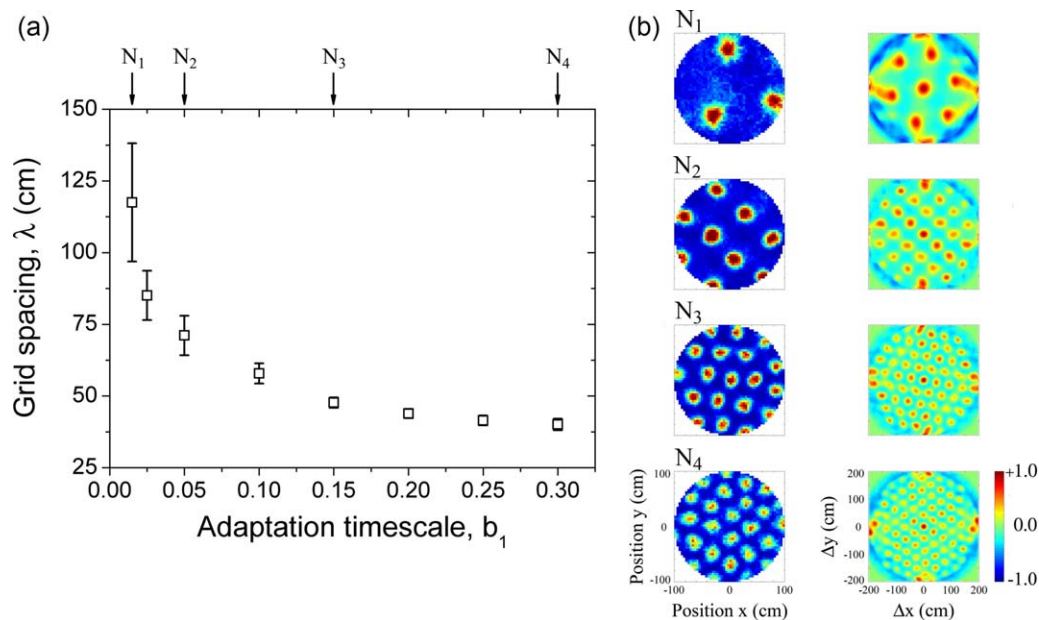 (a)
N1 N2 N3 N4
150
125
100
75
50
25
Grid spacing, λ (cm)
0.00 0.05 0.10 0.15 0.20 0.25 0.30
Adaptation timescale, b1
(b)
N1
N2
N3
N4
100
0
-100
Position y (cm)
-100 0 100
Position x (cm)
200
100
0
-100
-200
Δy (cm)
-200 -100 0 100 200
Δx (cm)
+1.0
0.0
-1.0